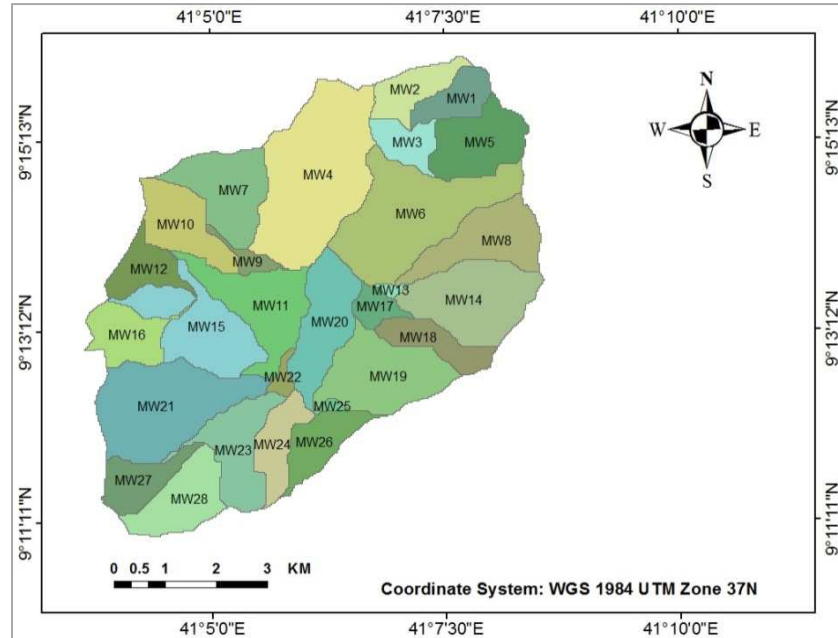 41°5'0"E 41°7'30"E 41°10'0"E
N
W E
S
9°15'13"N 9°15'13"N
9°13'12"N 9°13'12"N
9°11'11"N 9°11'11"N
MW2
MW1
MW3 MW5
MW4
MW7
MW6
MW10
MW8
MW9
MW12
MW13
MW11 MW17 MW14
MW20
MW16 MW15
MW18
MW22 MW19
MW21 MW25
MW23 MW24 MW26
MW27
MW28
0 0.5 1 2 3 KM
Coordinate System: WGS 1984 UTM Zone 37N
41°5'0"E 41°7'30"E 41°10'0"E